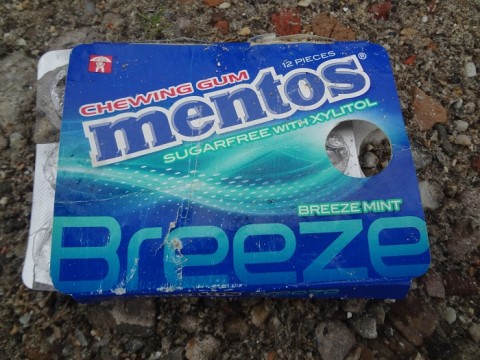 12 PIECES
CHEWING GUM
mentos®
SUGARFREE WITH XYLITOL
BREEZE MINT
Breeze